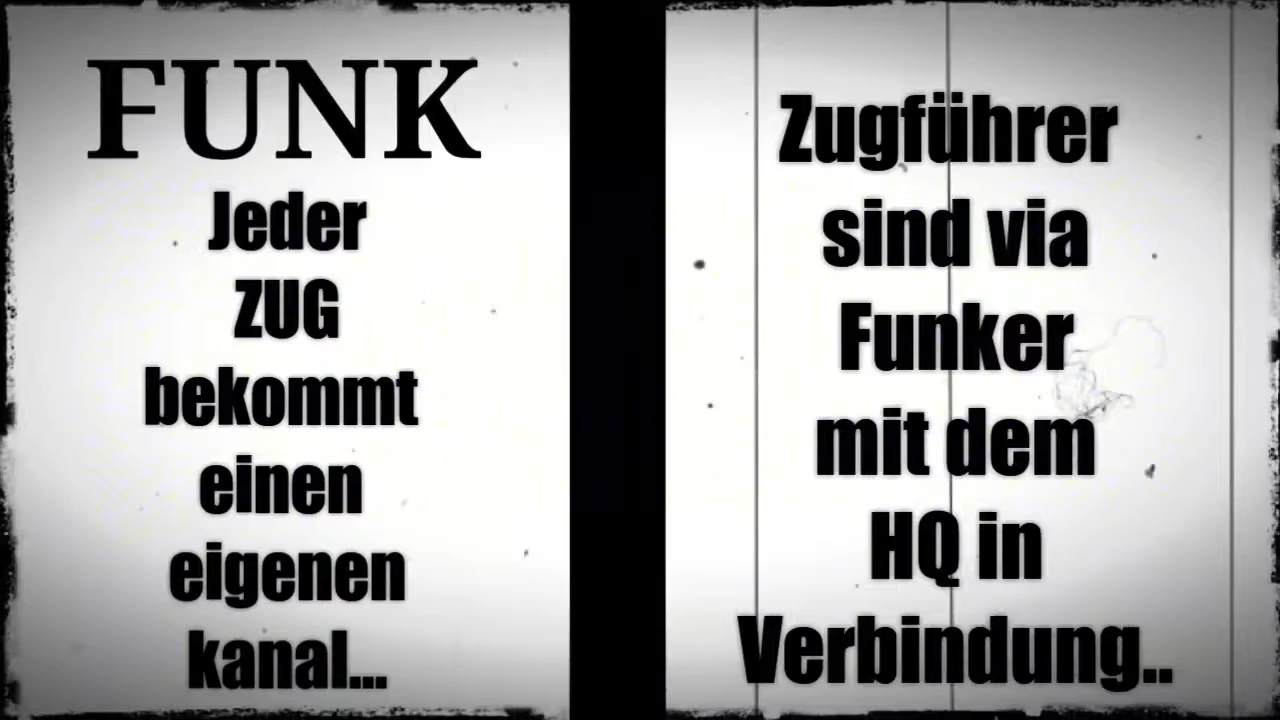 FUNK
Jeder
ZUG
bekommt
einen
eigenen
kanal...
Zugführer
sind via
Funker
mit dem
HQ in
Verbindung..